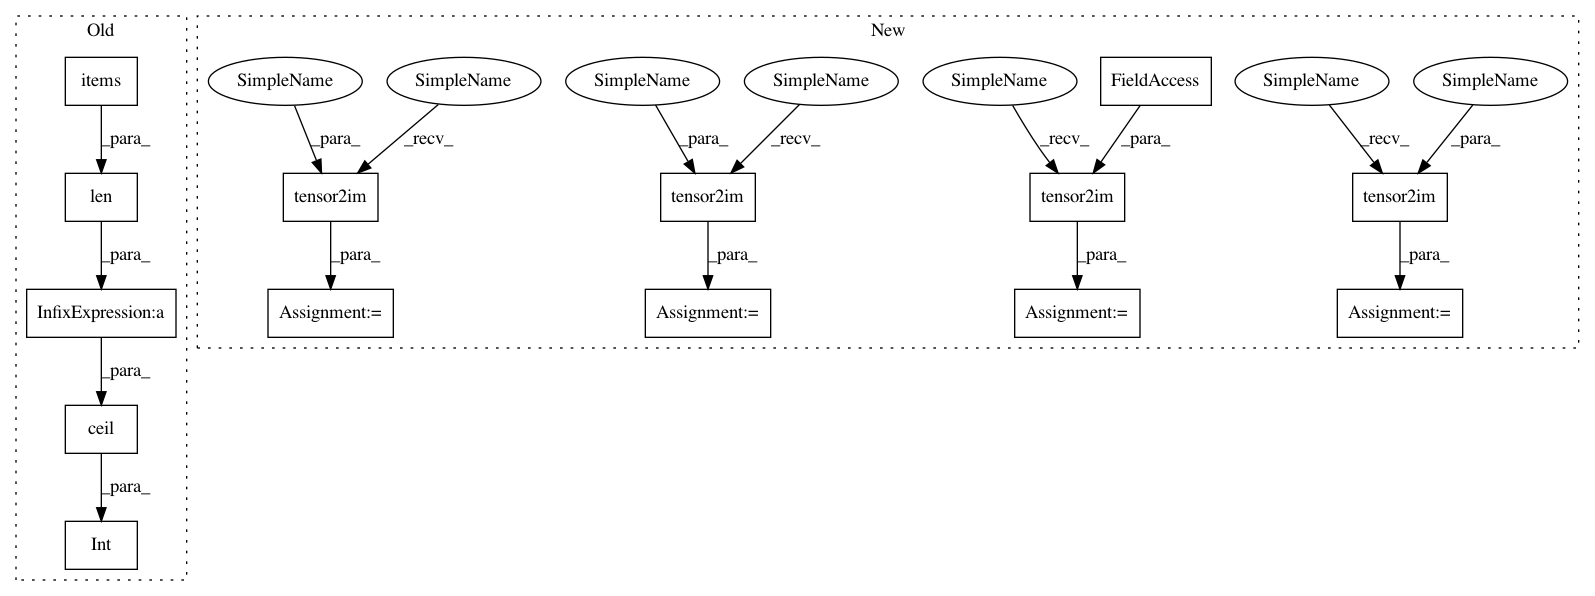 Old
New
items
SimpleName
SimpleName
SimpleName
SimpleName
SimpleName
FieldAccess
SimpleName
SimpleName
_para_
_para_
_recv_
_para_
_recv_
_recv_
_para_
_recv_
_para_
len
tensor2im
tensor2im
tensor2im
tensor2im
_para_
_para_
_para_
_para_
_para_
InfixExpression:a
Assignment:=
Assignment:=
Assignment:=
Assignment:=
_para_
ceil
_para_
Int